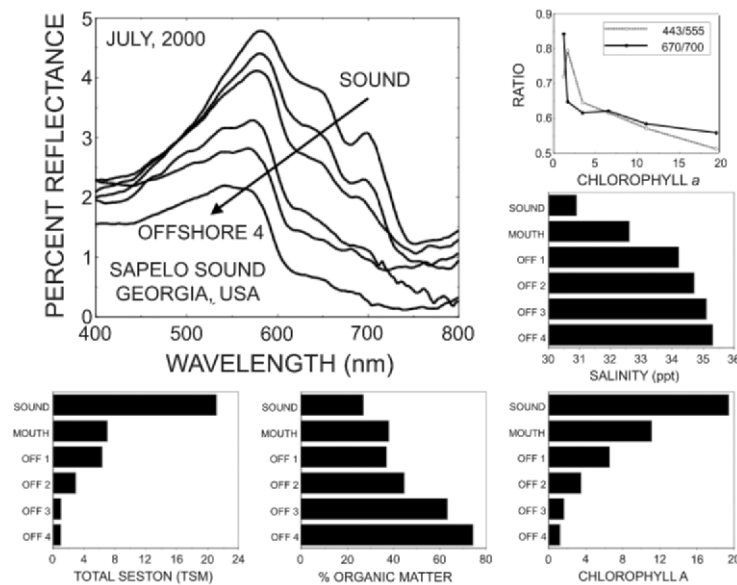 JULY, 2000
SOUND
OFFSHORE 4
SAPELO SOUND
GEORGIA, USA
PERCENT REFLECTANCE
5
4
3
2
1
0
400 500 600 700 800
WAVELENGTH (nm)
443/555
670/700
RATIO
1.0
0.9
0.8
0.7
0.6
0.5
0 5 10 15 20
CHLOROPHYLL a
SOUND
MOUTH
OFF 1
OFF 2
OFF 3
OFF 4
30 31 32 33 34 35 36
SALINITY (ppt)
SOUND
MOUTH
OFF 1
OFF 2
OFF 3
OFF 4
0 4 8 12 16 20 24
TOTAL SESTON (TSM)
SOUND
MOUTH
OFF 1
OFF 2
OFF 3
OFF 4
0 20 40 60 80
% ORGANIC MATTER
SOUND
MOUTH
OFF 1
OFF 2
OFF 3
OFF 4
0 5 10 15 20
CHLOROPHYLL A